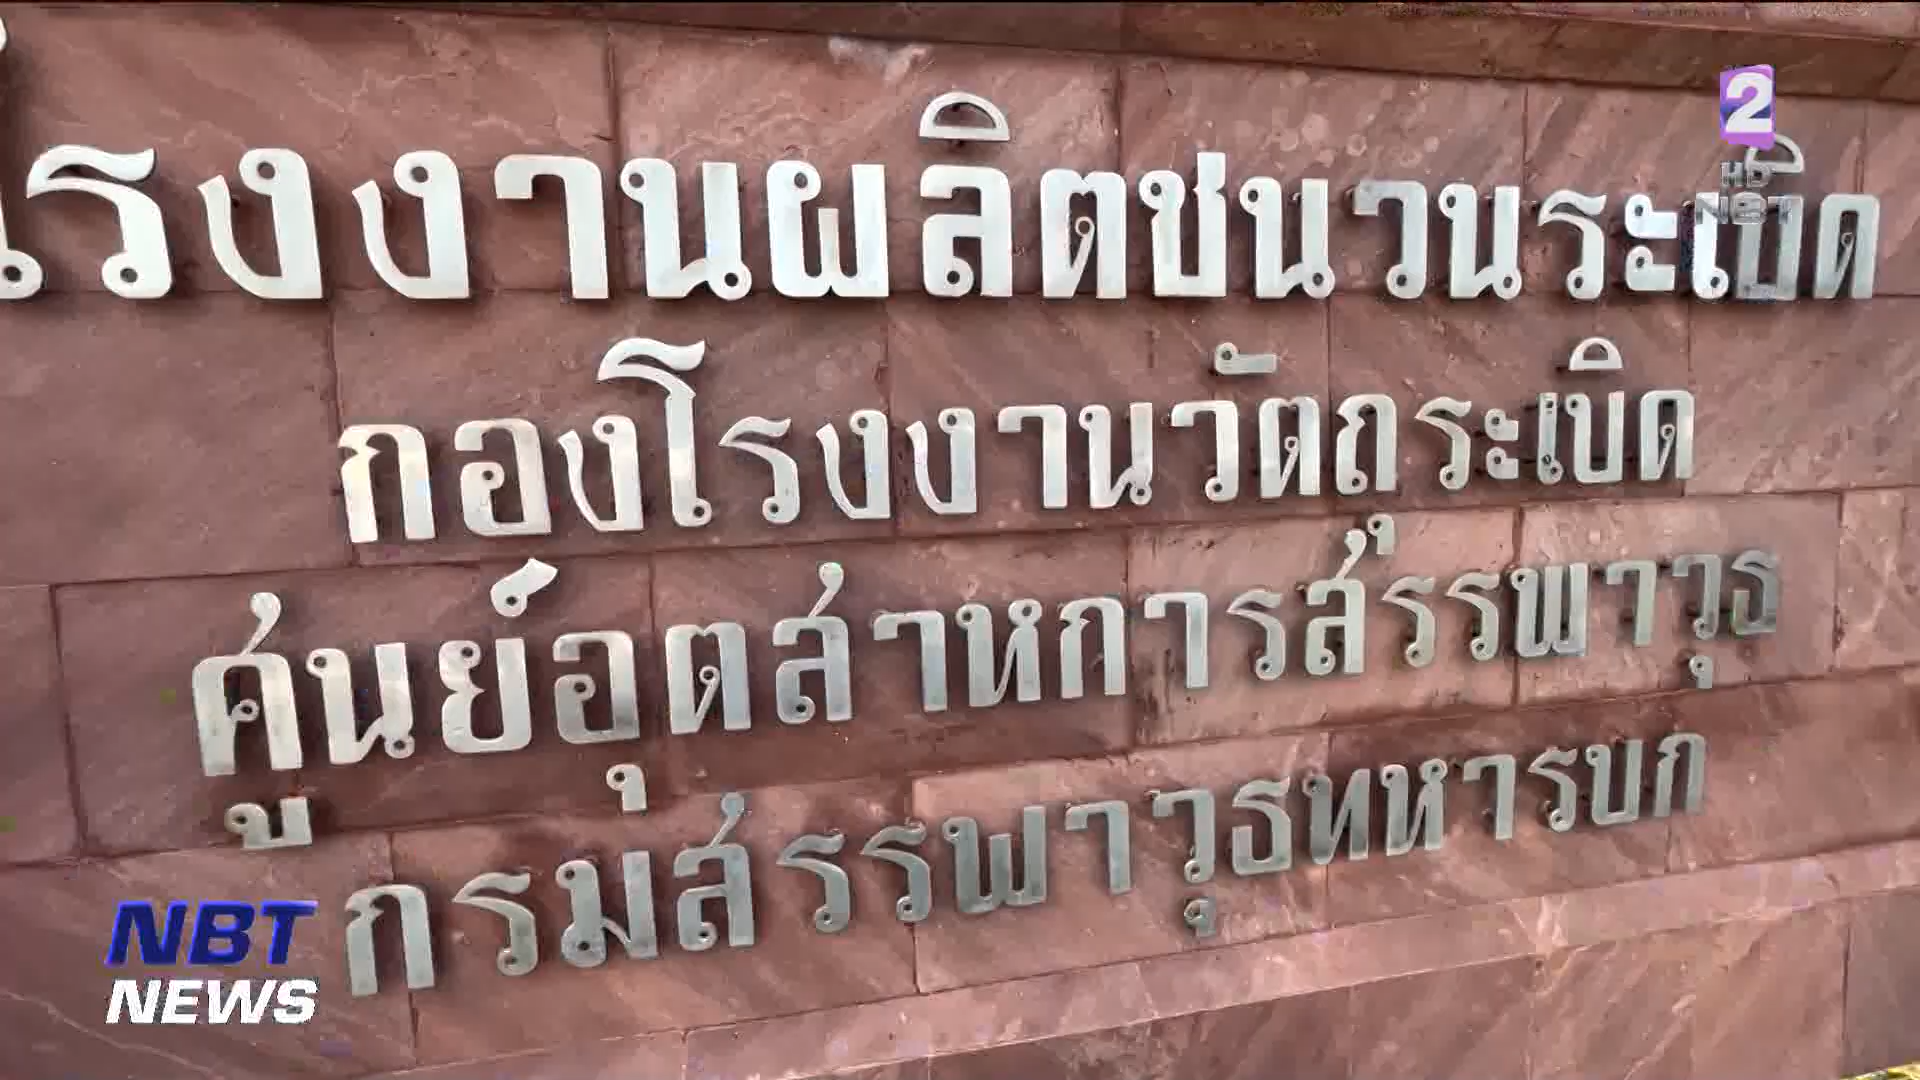 โรงงานผลิตชนวนระเบิด
กองโรงงานวัตถุระเบิด
ศูนย์อุตสาหการสรรพาวุธ
กรมสรรพาวุธทหารบก
2
HD
NBT
NBT
NEWS